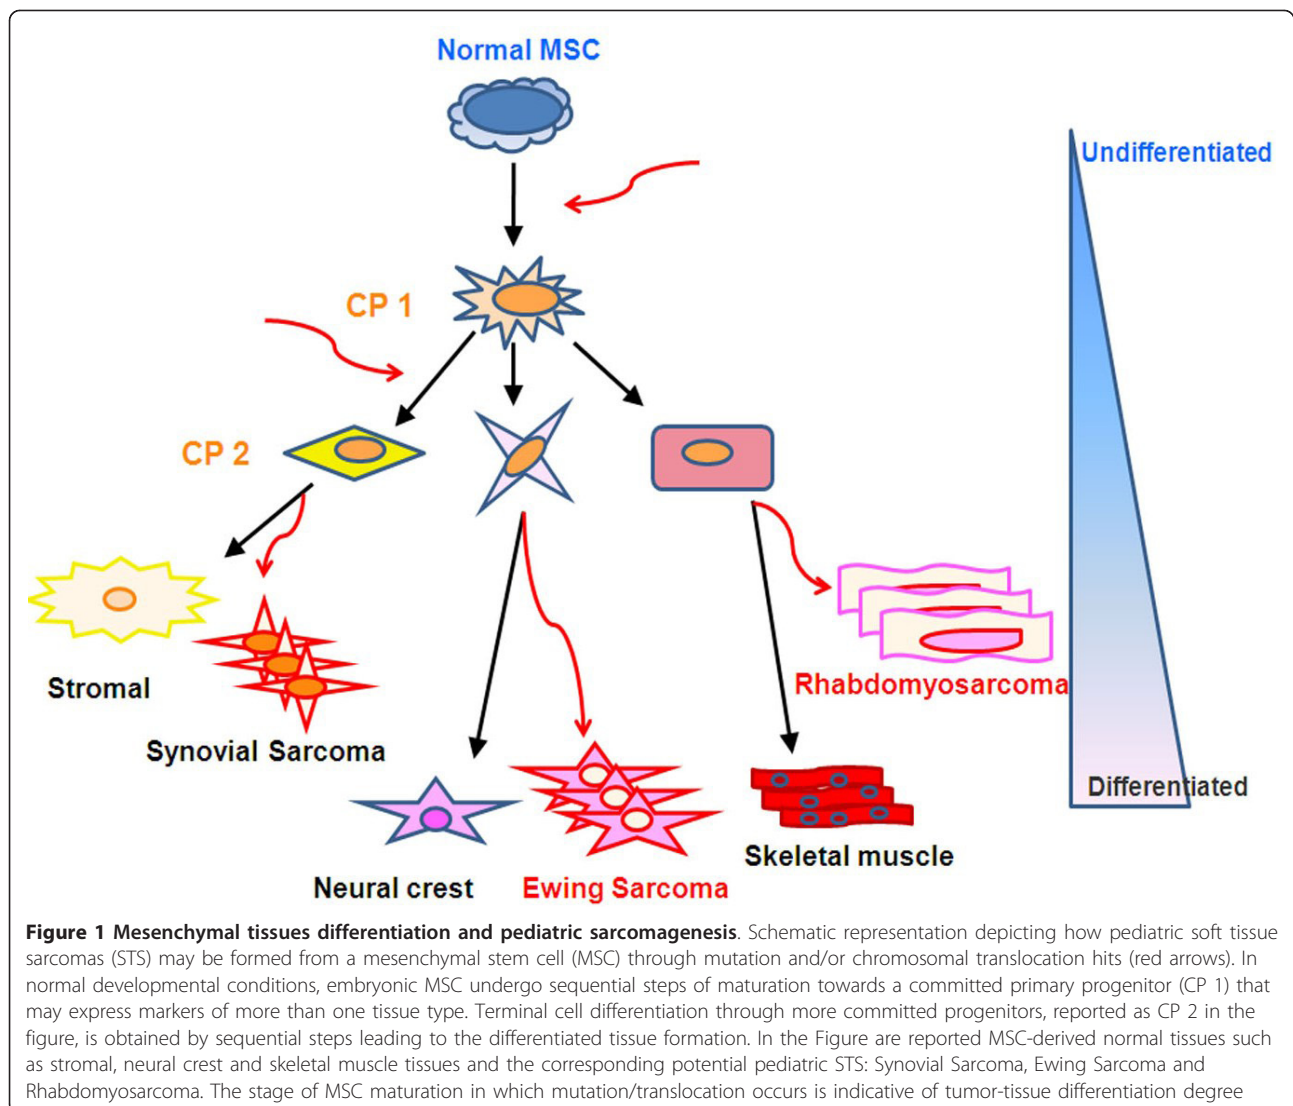 Normal MSC
Undifferentiated
CP 1
CP 2
Stromal
Synovial Sarcoma
Rhabdomyosarcoma
Differentiated
Skeletal muscle
Neural crest
Ewing Sarcoma
Figure 1 Mesenchymal tissues differentiation and pediatric sarcomagenesis. Schematic representation depicting how pediatric soft tissue
sarcomas (STS) may be formed from a mesenchymal stem cell (MSC) through mutation and/or chromosomal translocation hits (red arrows). In
normal developmental conditions, embryonic MSC undergo sequential steps of maturation towards a committed primary progenitor (CP 1) that
may express markers of more than one tissue type. Terminal cell differentiation through more committed progenitors, reported as CP 2 in the
figure, is obtained by sequential steps leading to the differentiated tissue formation. In the Figure are reported MSC-derived normal tissues such
as stromal, neural crest and skeletal muscle tissues and the corresponding potential pediatric STS: Synovial Sarcoma, Ewing Sarcoma and
Rhabdomyosarcoma. The stage of MSC maturation in which mutation/translocation occurs is indicative of tumor-tissue differentiation degree